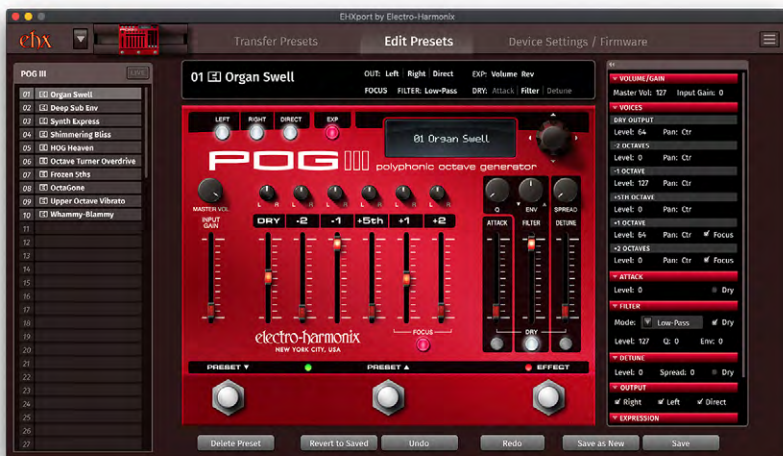 EHXport by Electro-Harmonix
ehx
Transfer Presets
Edit Presets
Device Settings / Firmware
POG III
01 Organ Swell
02 Deep Sub Env
03 Synth Express
04 Shimmering Bliss
05 HOG Heaven
06 Octave Turner Overdrive
07 Frozen 5ths
08 OctaGone
09 Upper Octave Vibrato
10 Whammy-Blammy
11
12
13
14
15
16
17
18
19
20
21
22
23
24
25
26
27
01 Organ Swell
OUT: Left Right Direct EXP: Volume Rev
FOCUS FILTER: Low-Pass DRY: Attack Filter Detune
LEFT RIGHT DIRECT EXP
01 Organ Swell
POG III
polyphonic octave generator
MASTER VOL
L R L R L R L R L R L R
Q ENV SPREAD
INPUT GAIN
DRY -2 -1 +5th +1 +2
ATTACK FILTER DETUNE
FOCUS
DRY
electro-harmonix
NEW YORK CITY, USA
PRESET ▼ PRESET ▲ EFFECT
VOLUME/GAIN
Master Vol: 127 Input Gain: 0
VOICES
DRY OUTPUT
Level: 64 Pan: Ctr
-2 OCTAVES
Level: 0 Pan: Ctr
-1 OCTAVE
Level: 127 Pan: Ctr
+5TH OCTAVE
Level: 0 Pan: Ctr
+1 OCTAVE
Level: 64 Pan: Ctr Focus
+2 OCTAVES
Level: 0 Pan: Ctr Focus
ATTACK
Level: 0 Dry
FILTER
Mode: Low-Pass Dry
Level: 127 Q: 0 Env: 0
DETUNE
Level: 0 Spread: 0 Dry
OUTPUT
Right Left Direct
EXPRESSION
Delete Preset
Revert to Saved
Undo
Redo
Save as New
Save